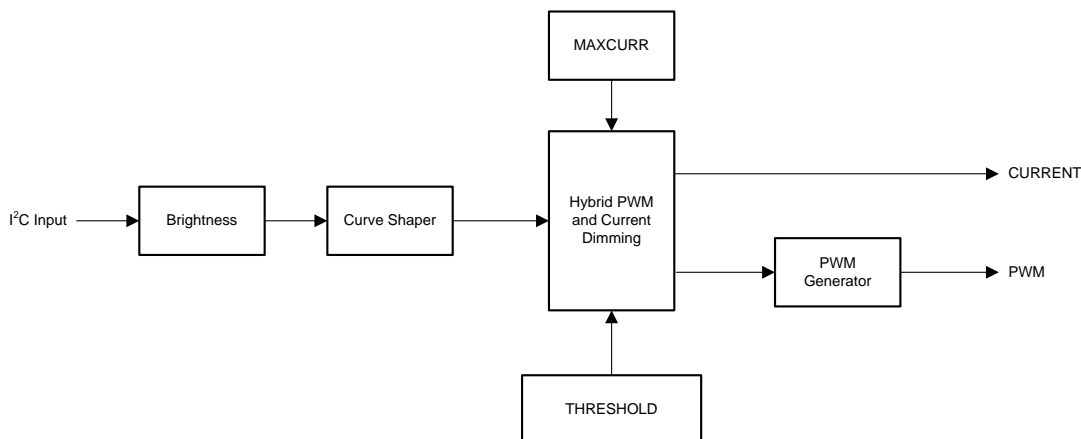 MAXCURR
I²C Input
Brightness
Curve Shaper
Hybrid PWM
and Current
Dimming
CURRENT
PWM
Generator
PWM
THRESHOLD